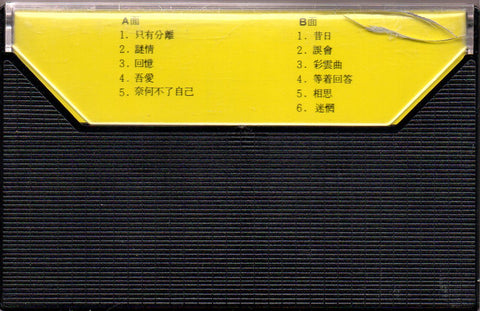 A面
1. 只有分離
2. 謎情
3. 回憶
4. 吾愛
5. 奈何不了自己
B面
1. 昔日
2. 誤會
3. 彩雲曲
4. 等着回答
5. 相思
6. 迷惘